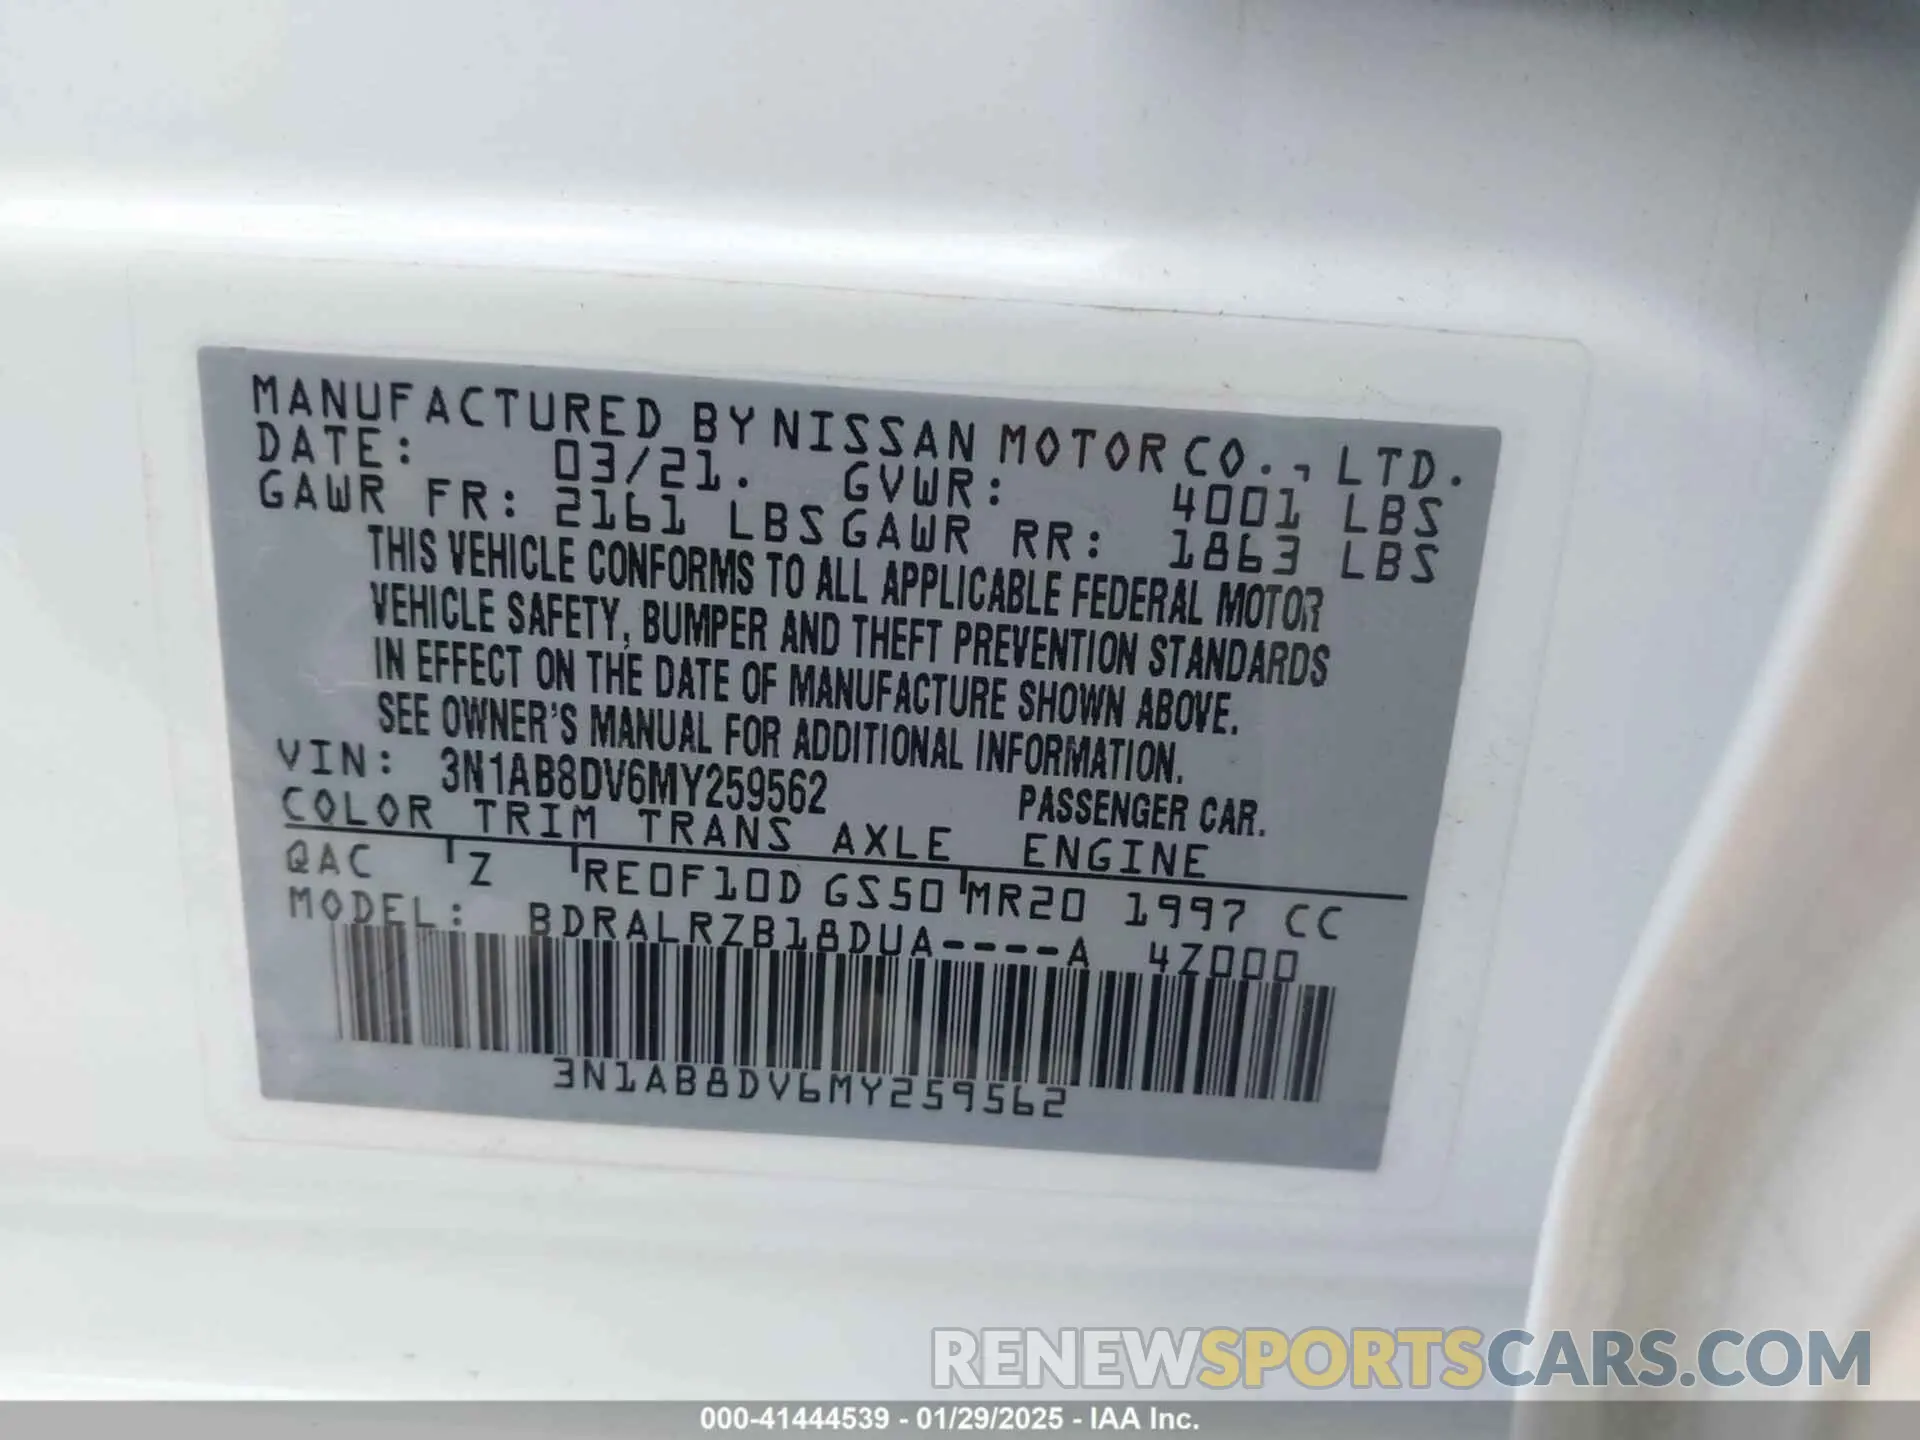 MANUFACTURED BY NISSAN MOTOR CO., LTD.
DATE: 03/21. GVWR: 4001 LBS
GAWR FR: 2161 LBS GAWR RR: 1863 LBS
THIS VEHICLE CONFORMS TO ALL APPLICABLE FEDERAL MOTOR
VEHICLE SAFETY, BUMPER AND THEFT PREVENTION STANDARDS
IN EFFECT ON THE DATE OF MANUFACTURE SHOWN ABOVE.
SEE OWNER'S MANUAL FOR ADDITIONAL INFORMATION.
VIN: 3N1AB8DV6MY259562 PASSENGER CAR.
COLOR TRIM TRANS AXLE ENGINE
QAC Z RE0F10D GS50 MR20 1997 CC
MODEL: BDRALRZB18DUA----A 4Z000
3N1AB8DV6MY259562
RENEWSPORTSCARS.COM
000-41444539 - 01/29/2025 - IAA Inc.